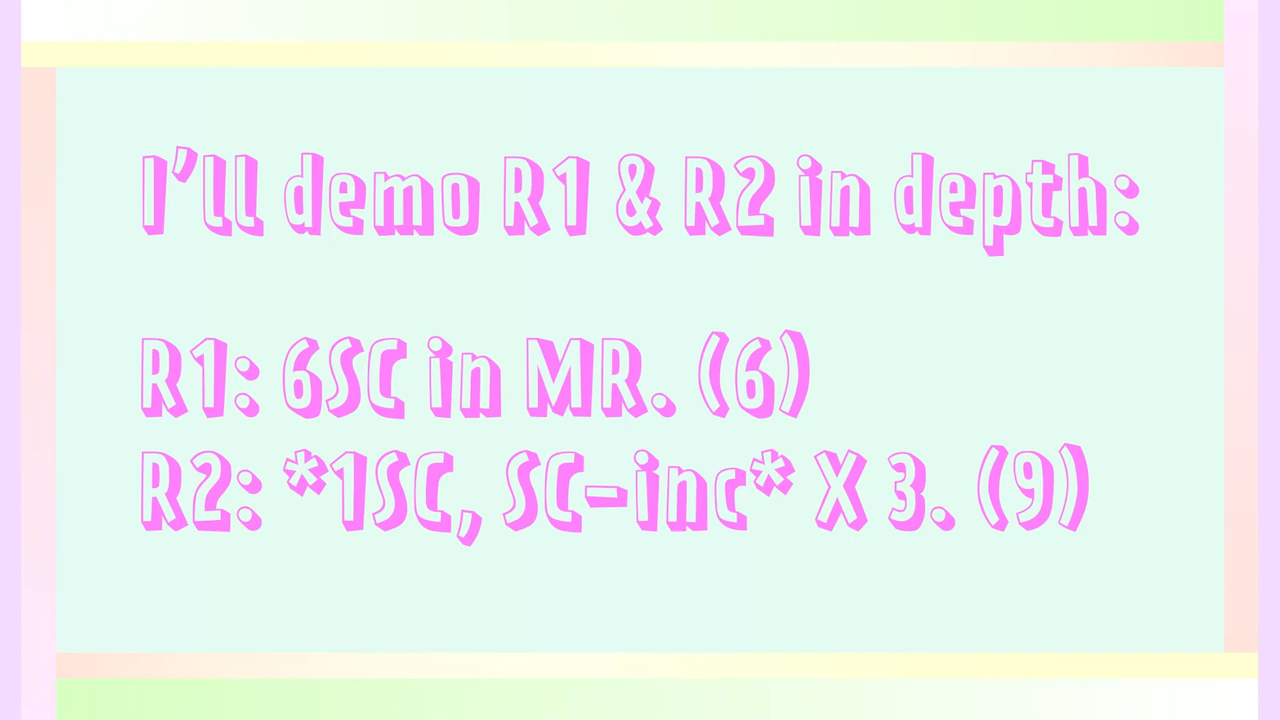 I’ll demo R1 & R2 in depth:
R1: 6SC in MR. (6)
R2: *1SC, SC-inc* X 3. (9)